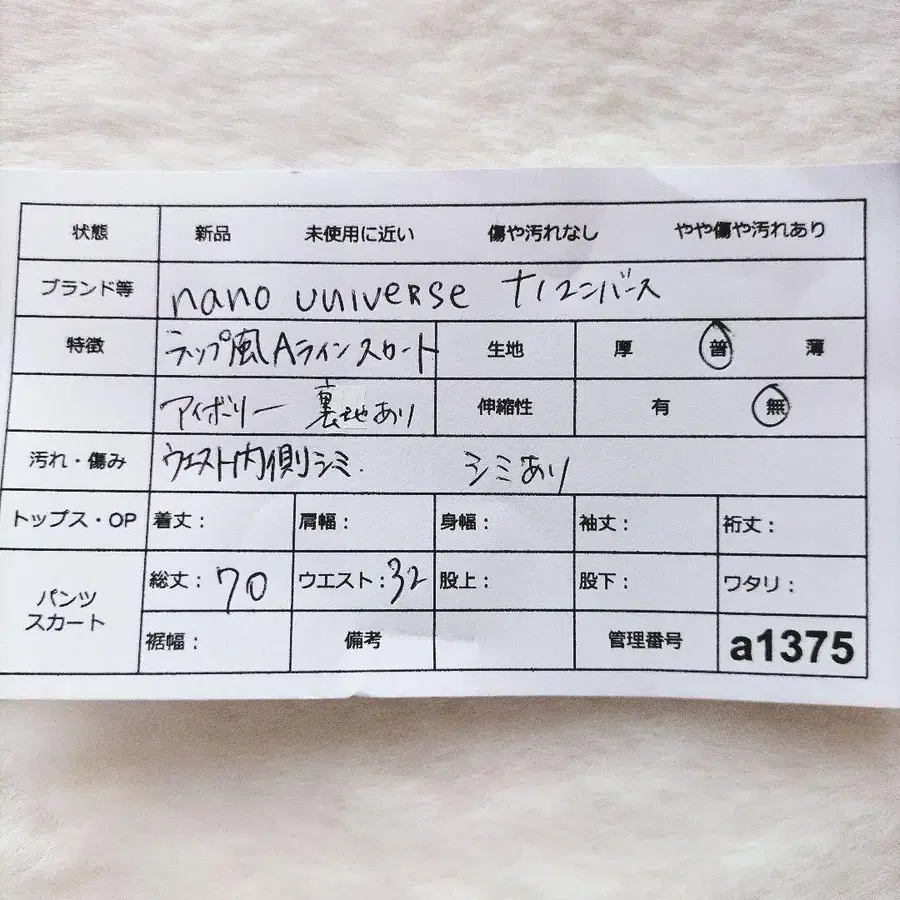 状態 新品 未使用に近い 傷や汚れなし やや傷や汚れあり
ブランド等 nano universe ナノユニバース
特徴 ラップ風Aラインスカート 生地 厚 普 薄
アイボリー 裏地あり 伸縮性 有 無
汚れ・傷み ウエスト内側シミ. シミあり
トップス・OP 着丈: 肩幅: 身幅: 袖丈: 裄丈:
パンツ スカート 総丈: 70 ウエスト: 32 股上: 股下: ワタリ:
裾幅: 備考 管理番号 a1375